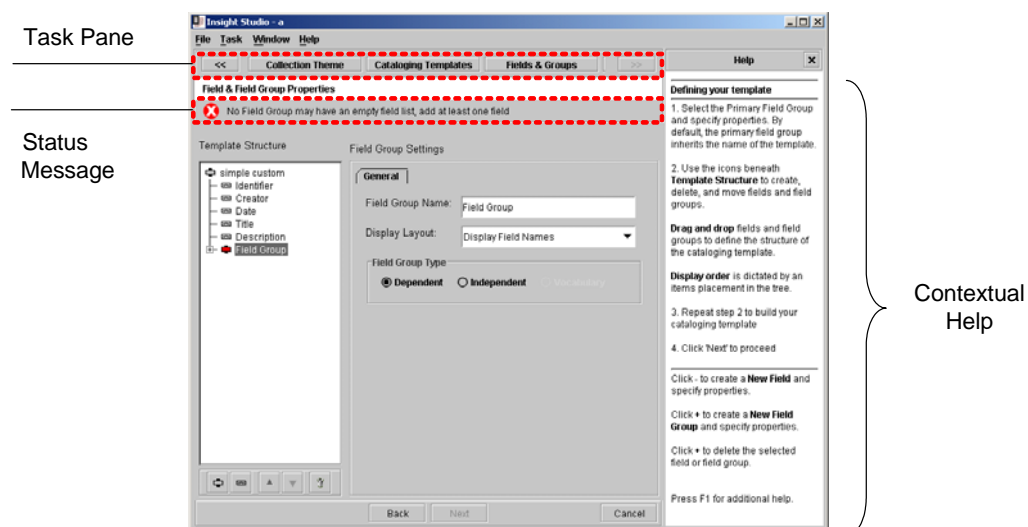 Task Pane
Status
Message
Contextual
Help
Insight Studio - a
File Task Window Help
<< Collection Theme Cataloging Templates Fields & Groups >>
Field & Field Group Properties
No Field Group may have an empty field list, add at least one field
Template Structure
simple custom
Identifier
Creator
Date
Title
Description
Field Group
Field Group Settings
General
Field Group Name: Field Group
Display Layout: Display Field Names
Field Group Type
Dependent Independent Vocabulary
Back Next Cancel
Help
Defining your template
1. Select the Primary Field Group
and specify properties. By
default, the primary field group
inherits the name of the template.
2. Use the icons beneath
Template Structure to create,
delete, and move fields and field
groups.
Drag and drop fields and field
groups to define the structure of
the cataloging template.
Display order is dictated by an
items placement in the tree.
3. Repeat step 2 to build your
cataloging template
4. Click 'Next' to proceed
Click - to create a New Field and
specify properties.
Click + to create a New Field
Group and specify properties.
Click + to delete the selected
field or field group.
Press F1 for additional help.